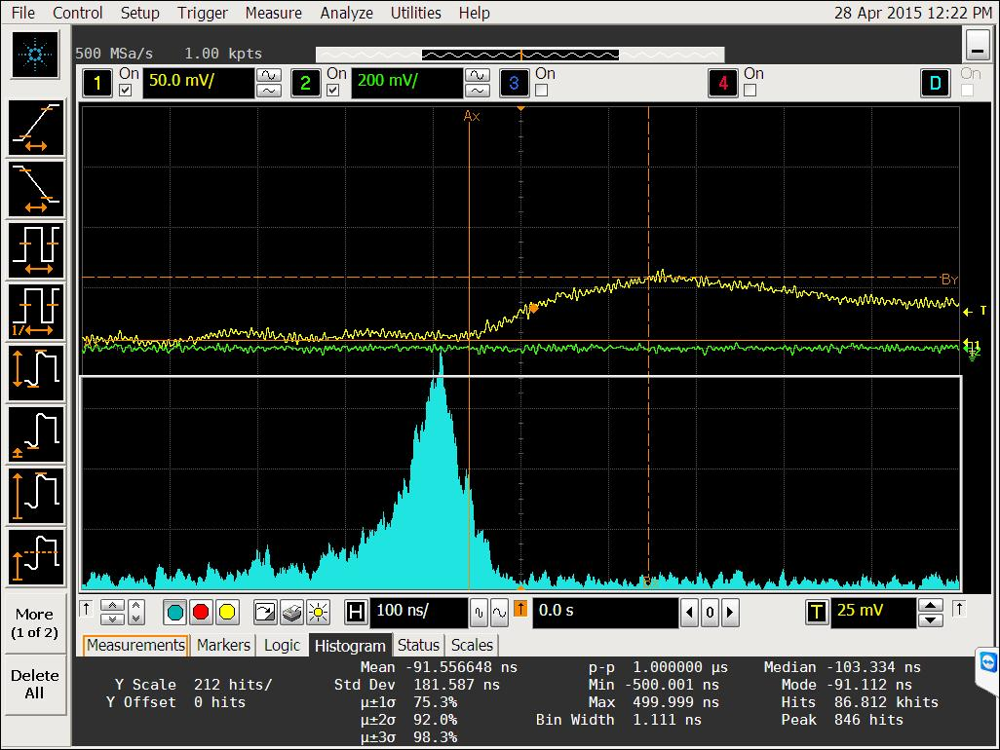 File Control Setup Trigger Measure Analyze Utilities Help 28 Apr 2015 12:22 PM
500 MSa/s 1.00 kpts
1 On 50.0 mV/ 2 On 200 mV/ 3 On 4 On D On
Ax
By
T
1
2
1/
More
(1 of 2)
Delete
All
H 100 ns/ 0.0 s 0 T 25 mV
Measurements Markers Logic Histogram Status Scales
Mean -91.556648 ns p-p 1.000000 µs Median -103.334 ns
Y Scale 212 hits/ Std Dev 181.587 ns Min -500.001 ns Mode -91.112 ns
Y Offset 0 hits µ±1σ 75.3% Max 499.999 ns Hits 86.812 khits
µ±2σ 92.0% Bin Width 1.111 ns Peak 846 hits
µ±3σ 98.3%